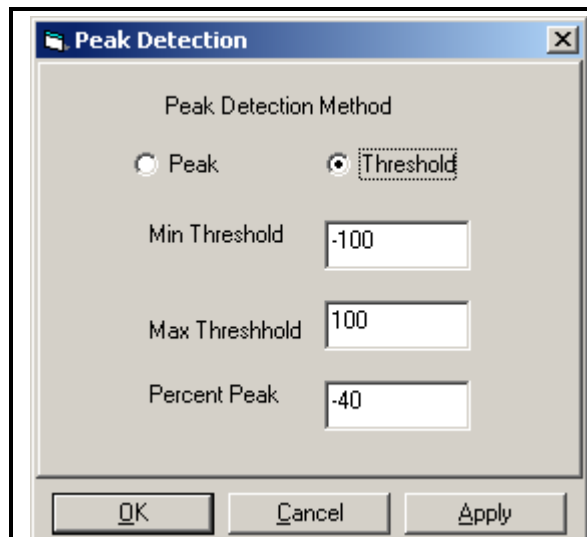 Peak Detection
Peak Detection Method
Peak Threshold
Min Threshold -100
Max Threshhold 100
Percent Peak -40
OK Cancel Apply